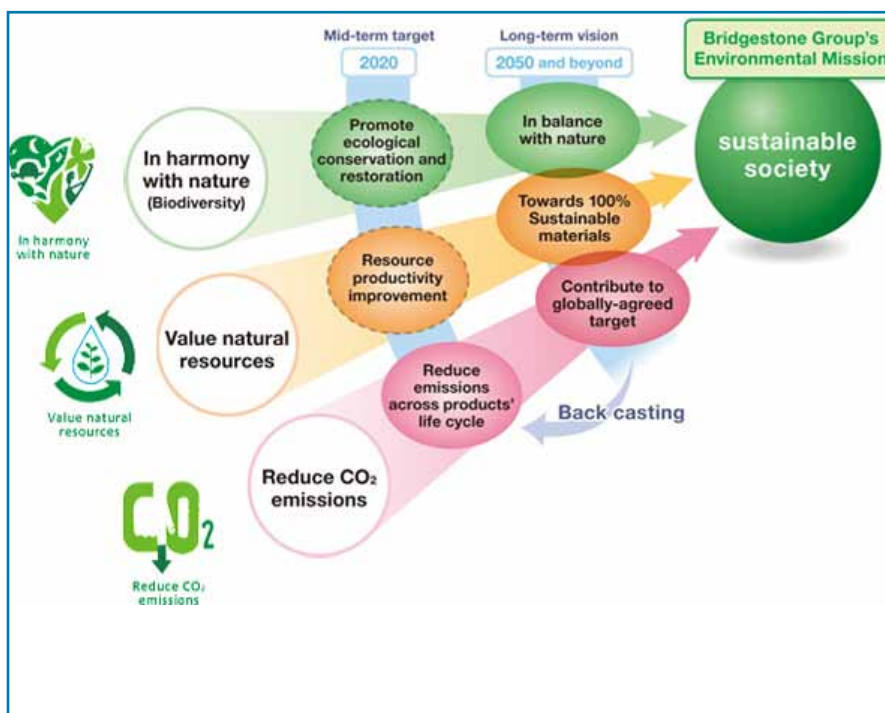 Mid-term target
2020
Long-term vision
2050 and beyond
Bridgestone Group's
Environmental Mission
sustainable
society
In harmony
with nature
In harmony
with nature
(Biodiversity)
Promote
ecological
conservation and
restoration
In balance
with nature
Value natural
resources
Value natural
resources
Resource
productivity
improvement
Towards 100%
Sustainable
materials
CO2
Reduce CO₂
emissions
Reduce CO₂
emissions
Reduce
emissions
across products'
life cycle
Contribute to
globally-agreed
target
Back casting